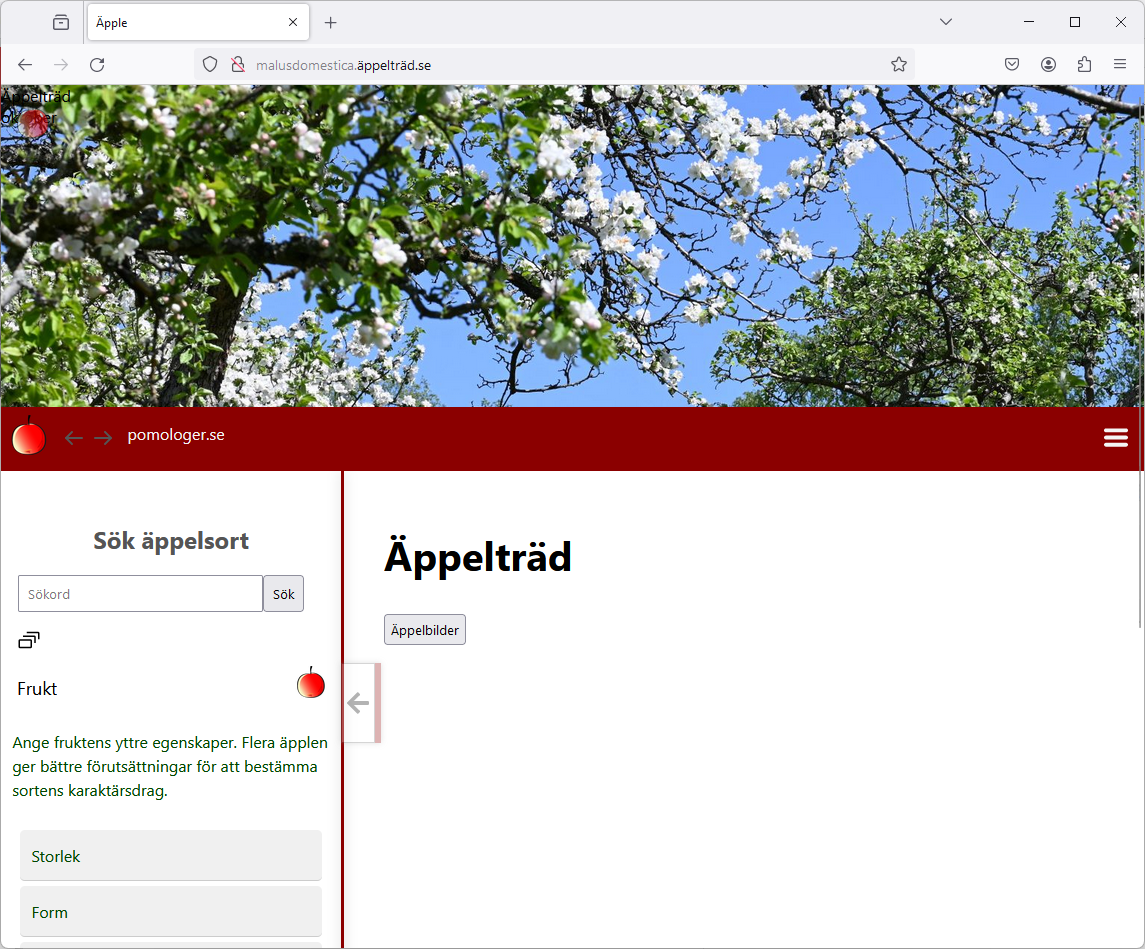 Äpple
malusdomestica.äppelträd.se
Äppelträd
pomologer.se
Sök äppelsort
Sökord
Sök
Frukt
Ange fruktens yttre egenskaper. Flera äpplen
ger bättre förutsättningar för att bestämma
sortens karaktärsdrag.
Storlek
Form
Äppelträd
Äppelbilder